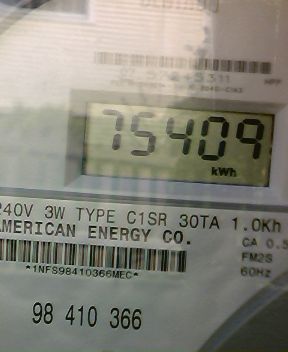 75409
kWh
240V 3W TYPE C1SR 30TA 1.0Kh
AMERICAN ENERGY CO.
CA 0.5
FM2S
*1NFS98410366MEC*
60Hz
98 410 366